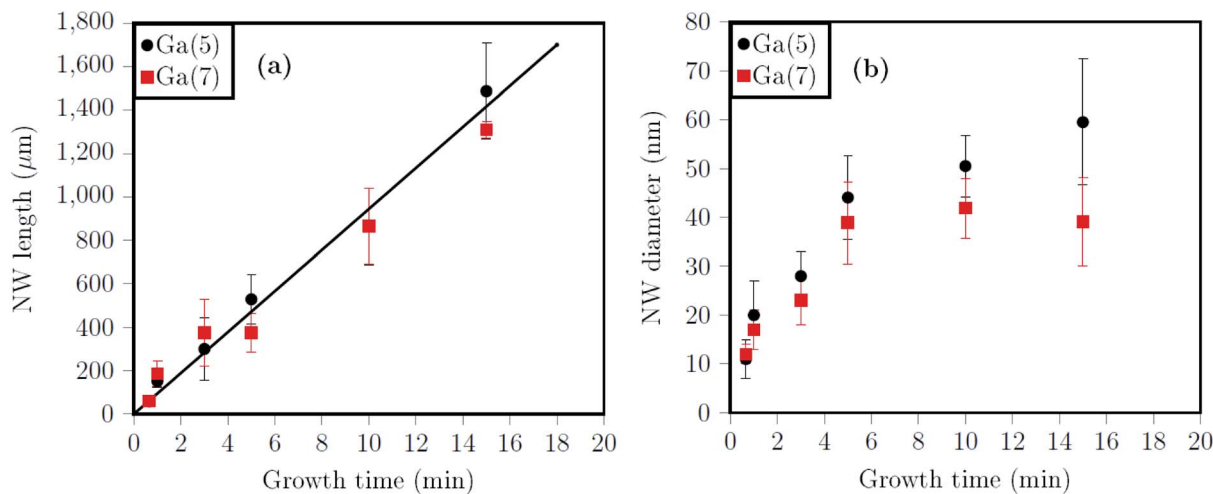 1,800
1,600
1,400
1,200
1,000
800
600
400
200
0
NW length (μm)
Ga(5)
Ga(7)
(a)
0 2 4 6 8 10 12 14 16 18 20
Growth time (min)
80
70
60
50
40
30
20
10
0
NW diameter (nm)
Ga(5)
Ga(7)
(b)
0 2 4 6 8 10 12 14 16 18 20
Growth time (min)